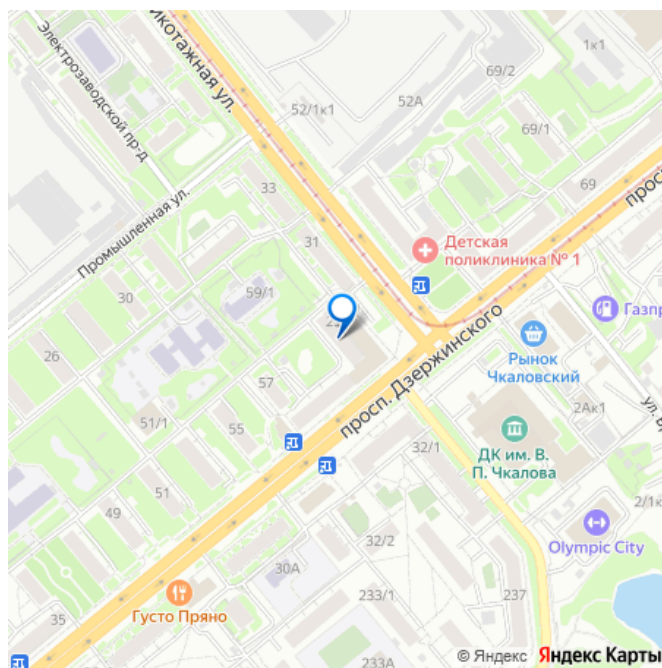 Электрозаводской пр-д
икотажная ул.
1к1
69/2
52А
52/1к1
69/1
69
33
просп
Промышленная ул.
31
Детская
поликлиника № 1
30
59/1
Газпр
26
просп. Дзержинского
Рынок
Чкаловский
57
2Ак1
51/1
55
32/1
ДК им. В.
П. Чкалова
51
49
2/1к
Olympic City
32/2
30А
233/1
237
35
Густо Пряно
233А
© Яндекс Яндекс Карты